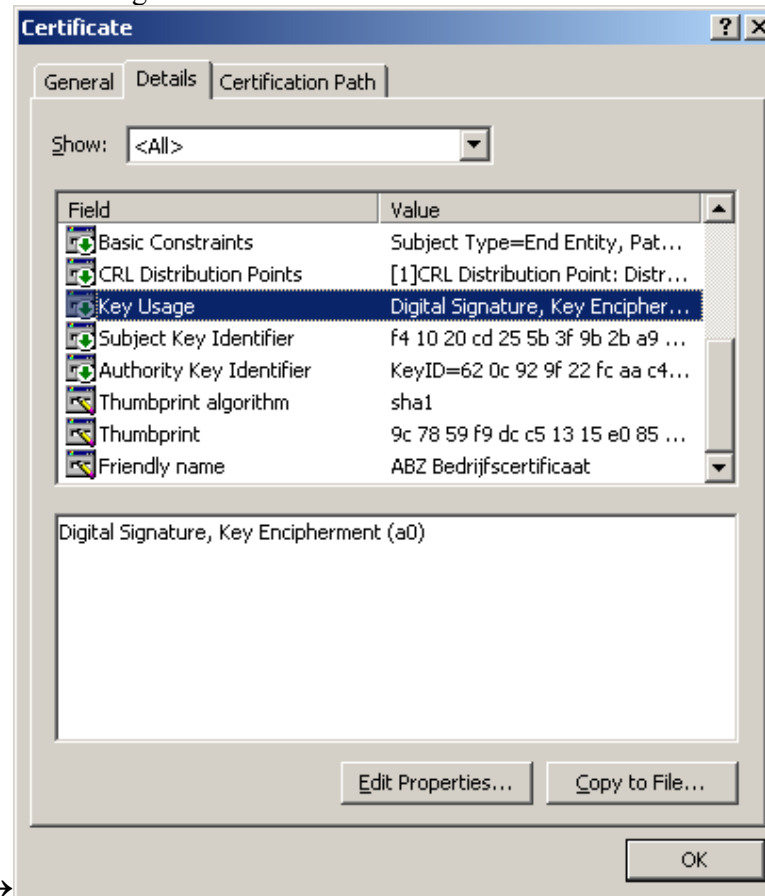 Certificate
General Details Certification Path
Show: <All>
Field Value
Basic Constraints Subject Type=End Entity, Pat...
CRL Distribution Points [1]CRL Distribution Point: Distr...
Key Usage Digital Signature, Key Encipher...
Subject Key Identifier f4 10 20 cd 25 5b 3f 9b 2b a9 ...
Authority Key Identifier KeyID=62 0c 92 9f 22 fc aa c4...
Thumbprint algorithm sha1
Thumbprint 9c 78 59 f9 dc c5 13 15 e0 85 ...
Friendly name ABZ Bedrijfscertificaat
Digital Signature, Key Encipherment (a0)
Edit Properties... Copy to File...
OK